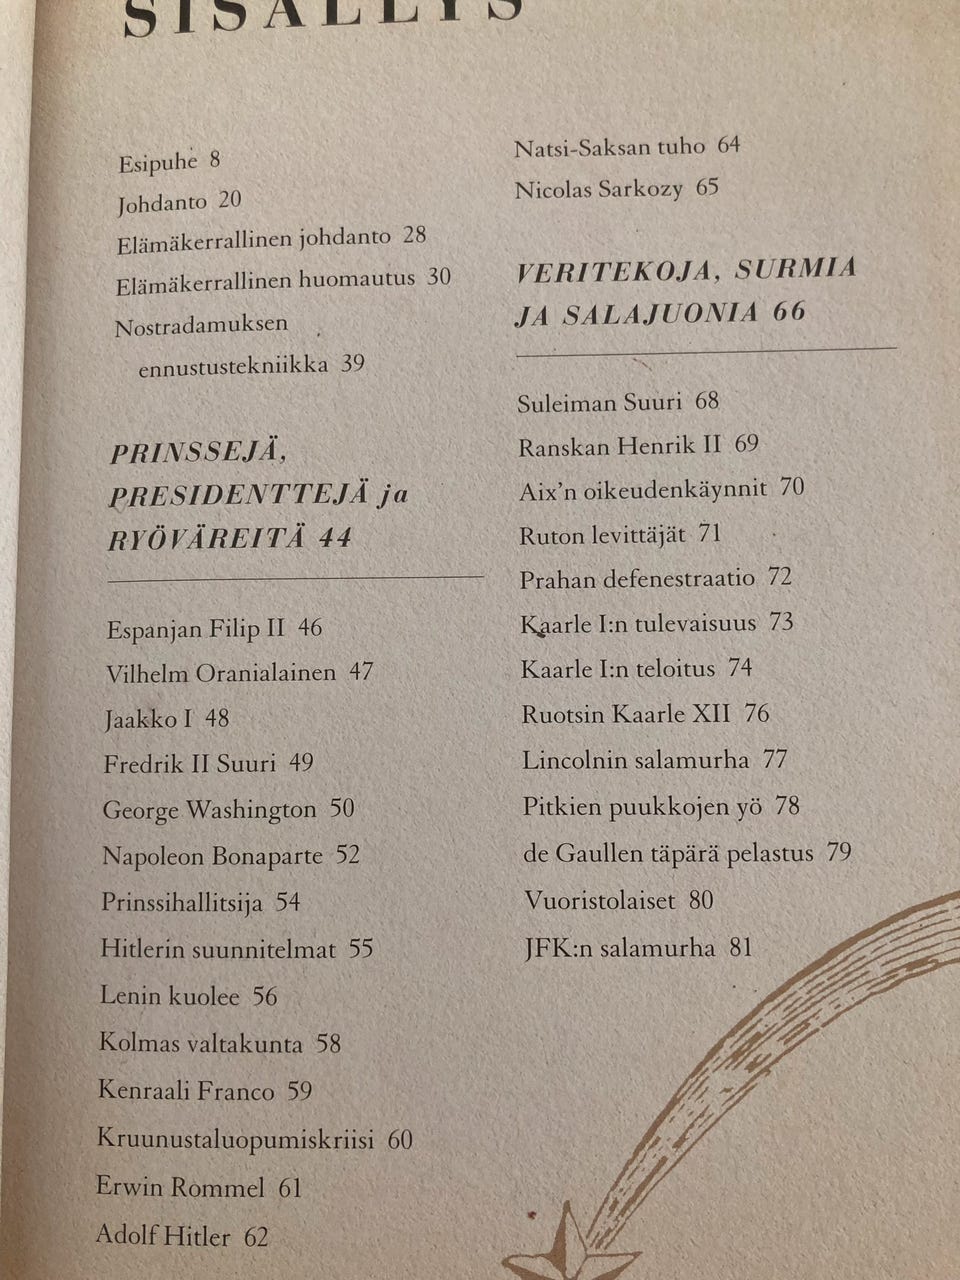 SISÄLLYS
Esipuhe 8
Johdanto 20
Elämäkerrallinen johdanto 28
Elämäkerrallinen huomautus 30
Nostradamuksen
ennustustekniikka 39
PRINSSEJÄ,
PRESIDENTTEJÄ ja
RYÖVÄREITÄ 44
Espanjan Filip II 46
Vilhelm Oranialainen 47
Jaakko I 48
Fredrik II Suuri 49
George Washington 50
Napoleon Bonaparte 52
Prinssihallitsija 54
Hitlerin suunnitelmat 55
Lenin kuolee 56
Kolmas valtakunta 58
Kenraali Franco 59
Kruunustaluopumiskriisi 60
Erwin Rommel 61
Adolf Hitler 62
Natsi-Saksan tuho 64
Nicolas Sarkozy 65
VERITEKOJA, SURMIA
JA SALAJUONIA 66
Suleiman Suuri 68
Ranskan Henrik II 69
Aix'n oikeudenkäynnit 70
Ruton levittäjät 71
Prahan defenestraatio 72
Kaarle I:n tulevaisuus 73
Kaarle I:n teloitus 74
Ruotsin Kaarle XII 76
Lincolnin salamurha 77
Pitkien puukkojen yö 78
de Gaullen täpärä pelastus 79
Vuoristolaiset 80
JFK:n salamurha 81